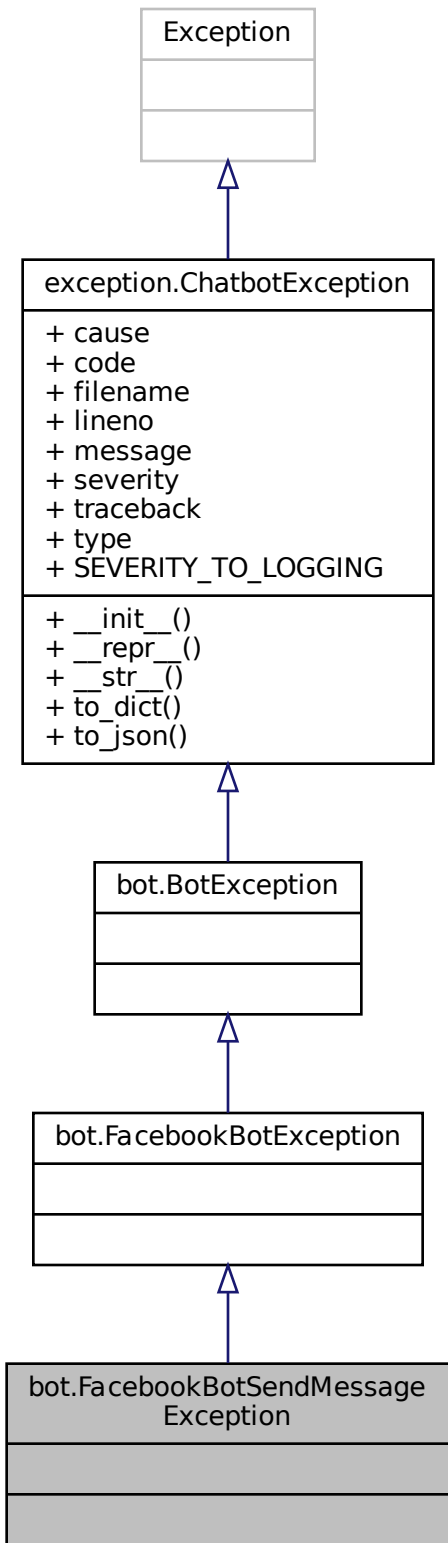 Exception
exception.ChatbotException
+ cause
+ code
+ filename
+ lineno
+ message
+ severity
+ traceback
+ type
+ SEVERITY_TO_LOGGING
+ __init__()
+ __repr__()
+ __str__()
+ to_dict()
+ to_json()
bot.BotException
bot.FacebookBotException
bot.FacebookBotSendMessage
Exception